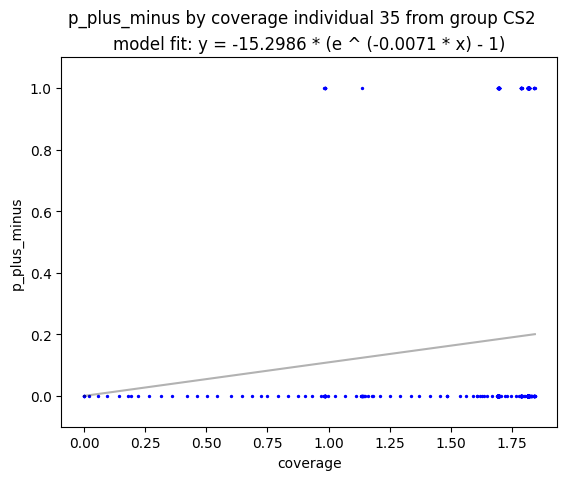 p_plus_minus by coverage individual 35 from group CS2
model fit: y = -15.2986 * (e ^ (-0.0071 * x) - 1)
1.0
0.8
0.6
0.4
0.2
0.0
p_plus_minus
0.00 0.25 0.50 0.75 1.00 1.25 1.50 1.75
coverage